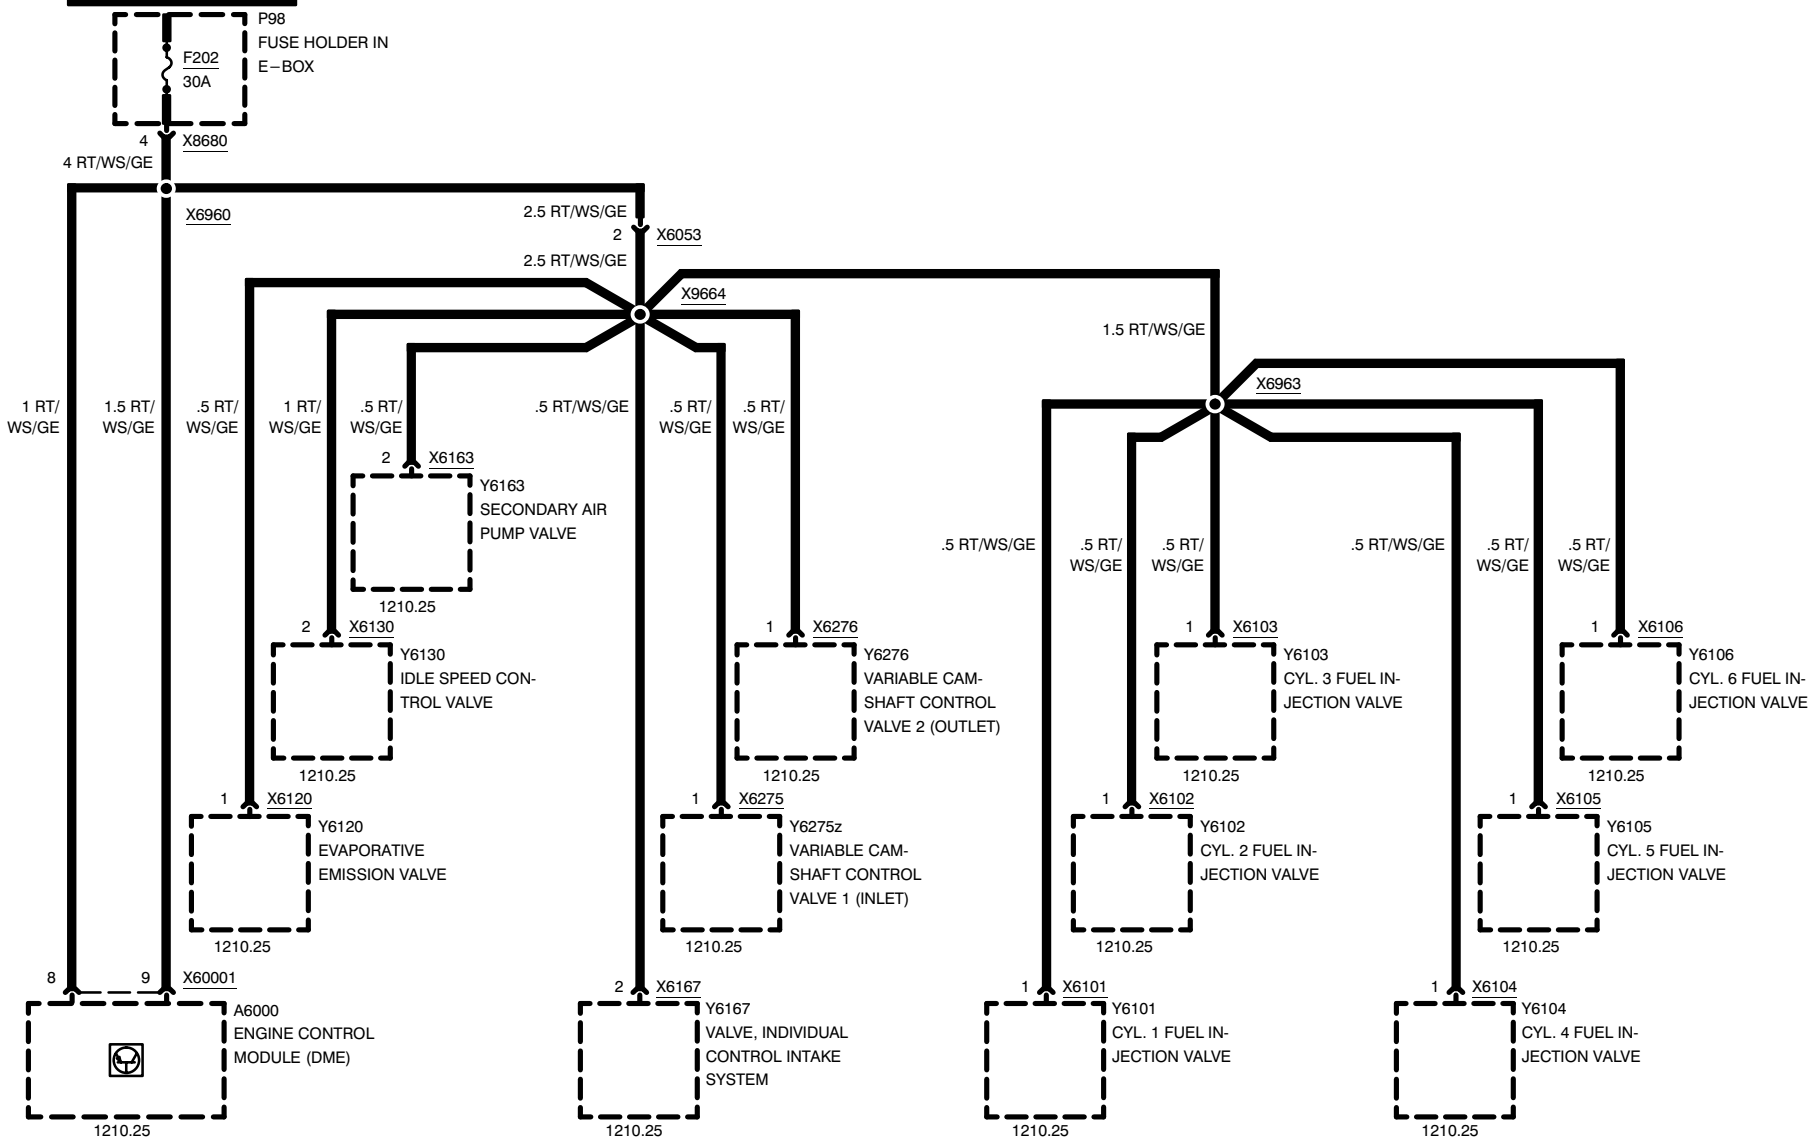 P98
FUSE HOLDER IN
E−BOX
F202
30A
4
X8680
4 RT/WS/GE
X6960
2.5 RT/WS/GE
2
X6053
2.5 RT/WS/GE
X9664
1.5 RT/WS/GE
X6963
1 RT/
WS/GE
1.5 RT/
WS/GE
.5 RT/
WS/GE
1 RT/
WS/GE
.5 RT/
WS/GE
.5 RT/WS/GE
.5 RT/
WS/GE
.5 RT/
WS/GE
2
X6163
Y6163
SECONDARY AIR
PUMP VALVE
1210.25
.5 RT/WS/GE
.5 RT/
WS/GE
.5 RT/
WS/GE
.5 RT/WS/GE
.5 RT/
WS/GE
.5 RT/
WS/GE
2
X6130
Y6130
IDLE SPEED CON-
TROL VALVE
1210.25
1
X6276
Y6276
VARIABLE CAM-
SHAFT CONTROL
VALVE 2 (OUTLET)
1210.25
1
X6103
Y6103
CYL. 3 FUEL IN-
JECTION VALVE
1210.25
1
X6106
Y6106
CYL. 6 FUEL IN-
JECTION VALVE
1210.25
1
X6120
Y6120
EVAPORATIVE
EMISSION VALVE
1210.25
1
X6275
Y6275z
VARIABLE CAM-
SHAFT CONTROL
VALVE 1 (INLET)
1210.25
1
X6102
Y6102
CYL. 2 FUEL IN-
JECTION VALVE
1210.25
1
X6105
Y6105
CYL. 5 FUEL IN-
JECTION VALVE
1210.25
8
9
X60001
A6000
ENGINE CONTROL
MODULE (DME)
1210.25
2
X6167
Y6167
VALVE, INDIVIDUAL
CONTROL INTAKE
SYSTEM
1210.25
1
X6101
Y6101
CYL. 1 FUEL IN-
JECTION VALVE
1210.25
1
X6104
Y6104
CYL. 4 FUEL IN-
JECTION VALVE
1210.25